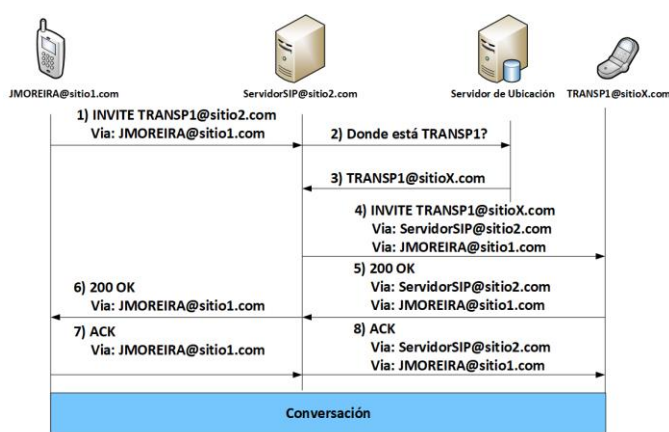 JMOREIRA@sitio1.com
ServidorSIP@sitio2.com
Servidor de Ubicación
TRANSP1@sitioX.com
1) INVITE TRANSP1@sitio2.com
Via: JMOREIRA@sitio1.com
2) Donde está TRANSP1?
3) TRANSP1@sitioX.com
4) INVITE TRANSP1@sitioX.com
Via: ServidorSIP@sitio2.com
Via: JMOREIRA@sitio1.com
5) 200 OK
Via: ServidorSIP@sitio2.com
Via: JMOREIRA@sitio1.com
6) 200 OK
Via: JMOREIRA@sitio1.com
7) ACK
Via: JMOREIRA@sitio1.com
8) ACK
Via: ServidorSIP@sitio2.com
Via: JMOREIRA@sitio1.com
Conversación